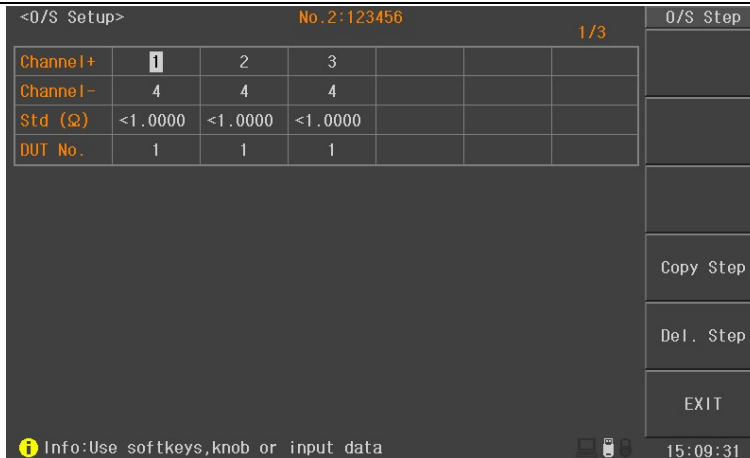 <O/S Setup> No.2:123456 O/S Step
1/3
Channel+ 1 2 3
Channel- 4 4 4
Std (Ω) <1.0000 <1.0000 <1.0000
DUT No. 1 1 1
Copy Step
Del. Step
EXIT
Info:Use softkeys,knob or input data 15:09:31